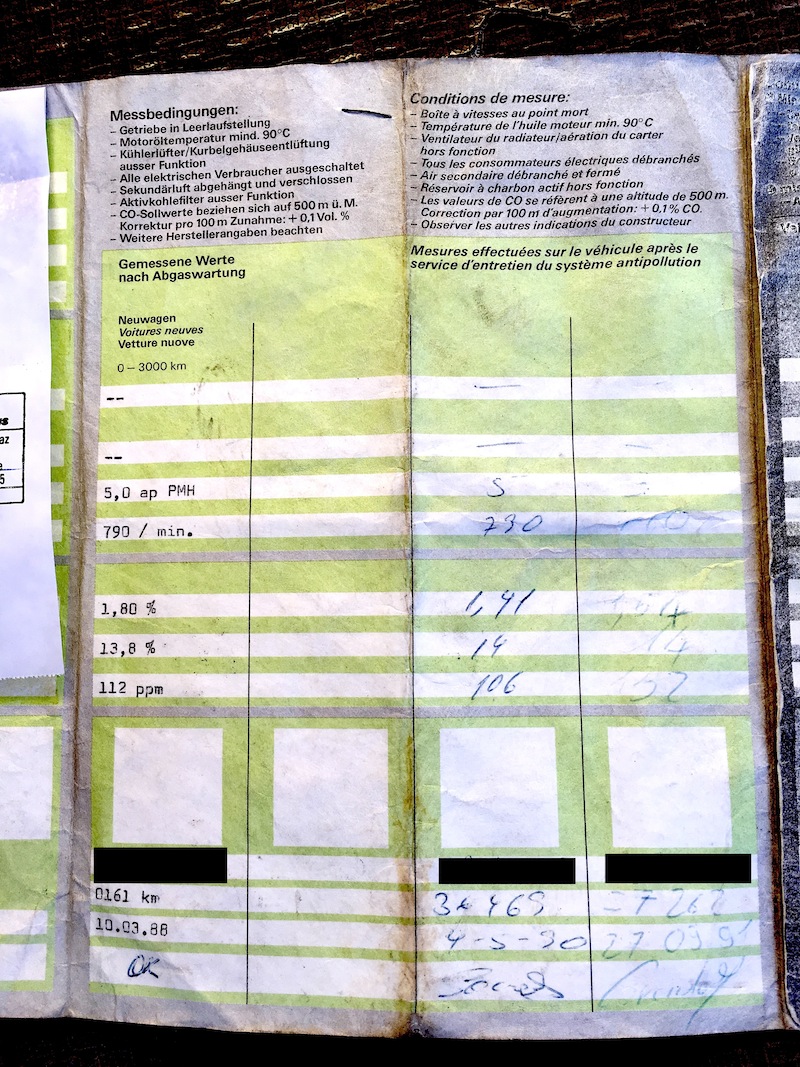 Messbedingungen:
– Getriebe in Leerlaufstellung
– Motoröltemperatur mind. 90°C
– Kühlerlüfter/Kurbelgehäuseentlüftung
ausser Funktion
– Alle elektrischen Verbraucher ausgeschaltet
– Sekundärluft abgehängt und verschlossen
– Aktivkohlefilter ausser Funktion
– CO-Sollwerte beziehen sich auf 500 m ü. M.
Korrektur pro 100 m Zunahme: + 0,1 Vol. %
– Weitere Herstellerangaben beachten
Conditions de mesure:
– Boîte à vitesses au point mort
– Température de l'huile moteur min. 90°C
– Ventilateur du radiateur/aération du carter
hors fonction
– Tous les consommateurs électriques débranchés
– Air secondaire débranché et fermé
– Réservoir à charbon actif hors fonction
– Les valeurs de CO se réfèrent à une altitude de 500 m.
Correction par 100 m d'augmentation: + 0,1% CO.
– Observer les autres indications du constructeur
Gemessene Werte
nach Abgaswartung
Mesures effectuées sur le véhicule après le
service d'entretien du système antipollution
Neuwagen
Voitures neuves
Vetture nuove
0 – 3000 km
-- —
-- — –
5,0 ap PMH 5
790 / min. 730
1,80 % 1,41
13,8 % 14 14
112 ppm 106
0161 km
10.03.88 4-5-90 27 03 91
OK